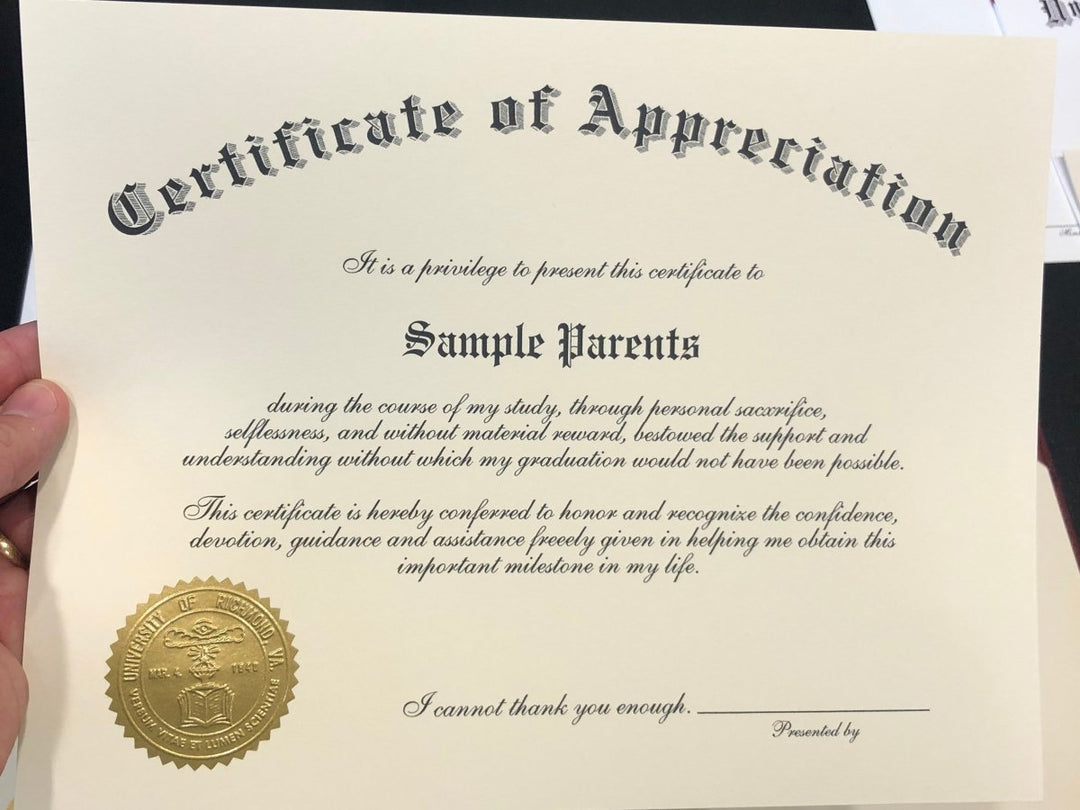 Certificate of Appreciation
It is a privilege to present this certificate to
Sample Parents
during the course of my study, through personal sacxrifice,
selflessness, and without material reward, bestowed the support and
understanding without which my graduation would not have been possible.
This certificate is hereby conferred to honor and recognize the confidence,
devotion, guidance and assistance freeely given in helping me obtain this
important milestone in my life.
UNIVERSITY OF RICHMOND, VA.
MAR. 4. 1840
VERBUM VITAE ET LUMEN SCIENTIAE
I cannot thank you enough.
Presented by